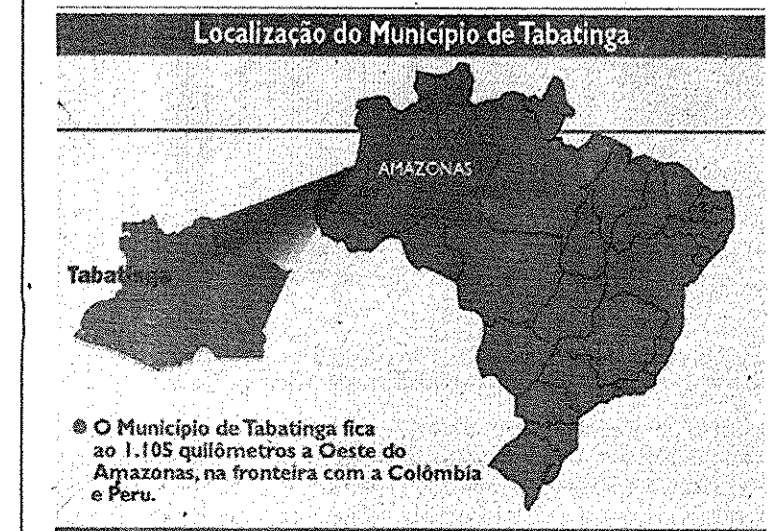 Localização do Município de Tabatinga
AMAZONAS
Tabatinga
● O Município de Tabatinga fica
ao 1.105 quilômetros a Oeste do
Amazonas, na fronteira com a Colômbia
e Peru.